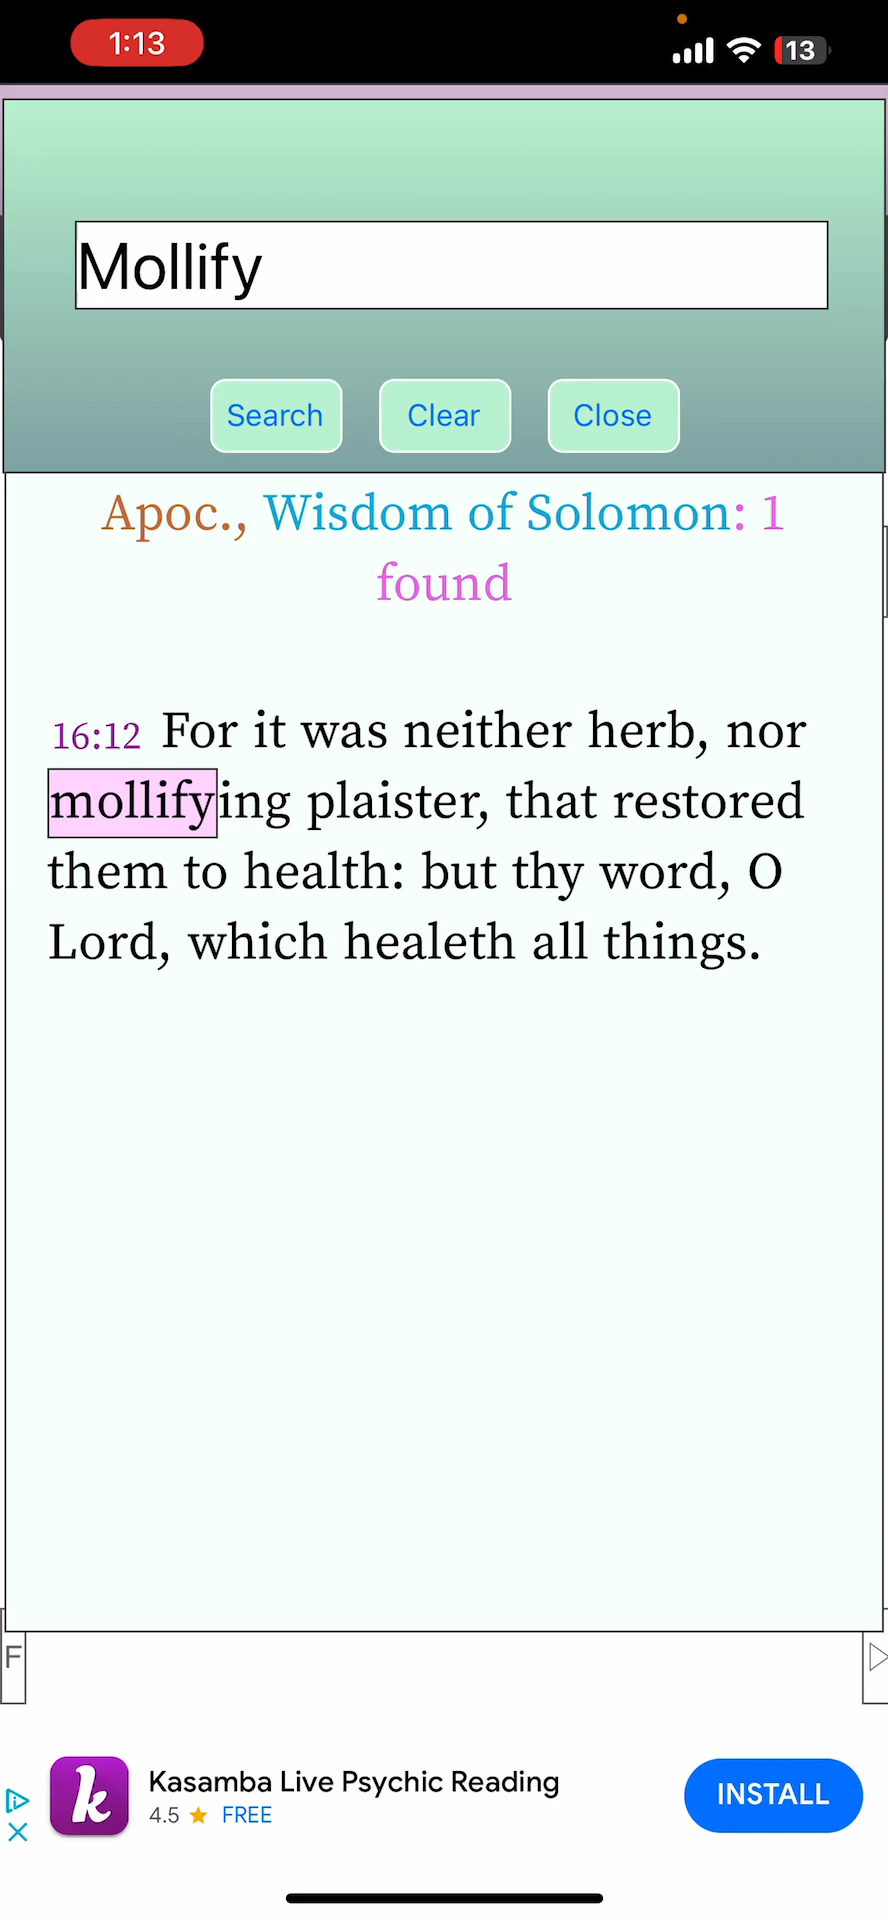 1:13
13
Mollify
Search Clear Close
Apoc., Wisdom of Solomon: 1
found
16:12 For it was neither herb, nor
mollifying plaister, that restored
them to health: but thy word, O
Lord, which healeth all things.
F
k
Kasamba Live Psychic Reading
4.5 ★ FREE
INSTALL